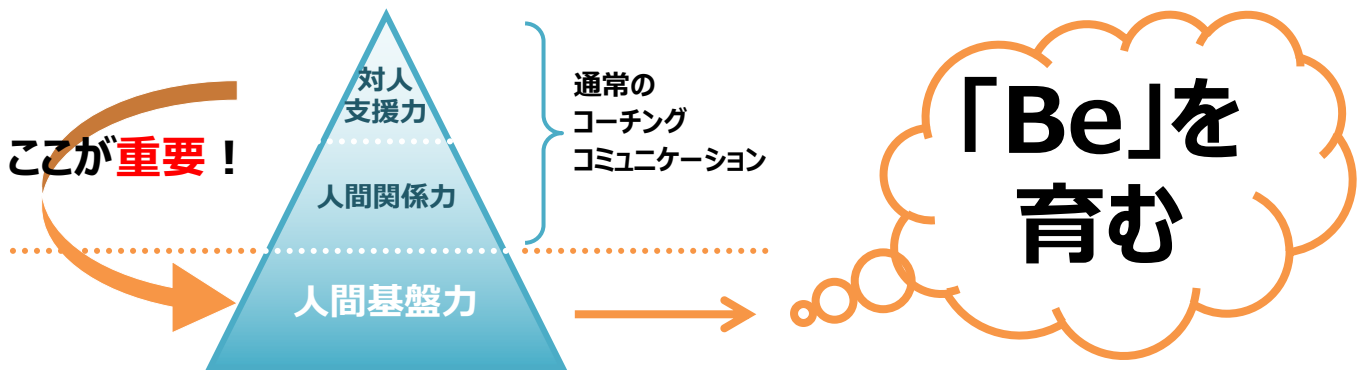 対人
支援力
人間関係力
人間基盤力
ここが重要！
通常の
コーチング
コミュニケーション
「Be」を
育む